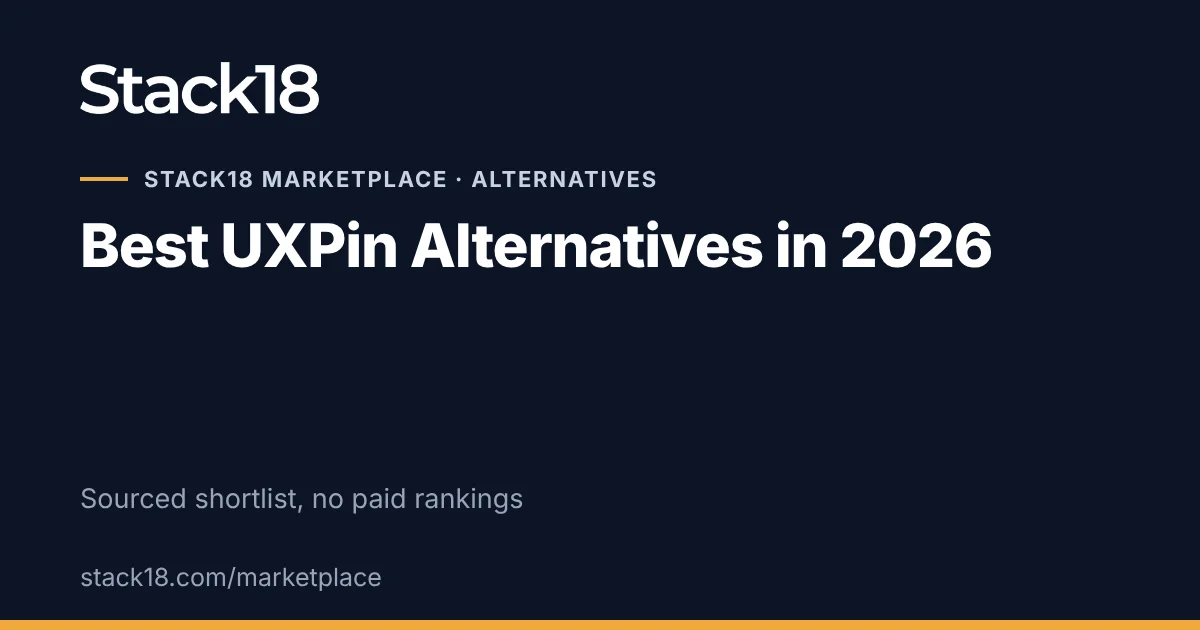 Stack18
STACK18 MARKETPLACE · ALTERNATIVES
Best UXPin Alternatives in 2026
Sourced shortlist, no paid rankings
stack18.com/marketplace